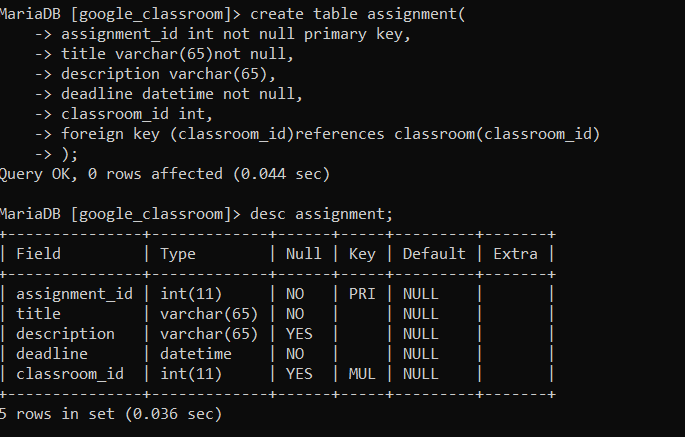 MariaDB [google_classroom]> create table assignment(
    -> assignment_id int not null primary key,
    -> title varchar(65)not null,
    -> description varchar(65),
    -> deadline datetime not null,
    -> classroom_id int,
    -> foreign key (classroom_id)references classroom(classroom_id)
    -> );
Query OK, 0 rows affected (0.044 sec)

MariaDB [google_classroom]> desc assignment;
+---------------+-------------+------+-----+---------+-------+
| Field         | Type        | Null | Key | Default | Extra |
+---------------+-------------+------+-----+---------+-------+
| assignment_id | int(11)     | NO   | PRI | NULL    |       |
| title         | varchar(65) | NO   |     | NULL    |       |
| description   | varchar(65) | YES  |     | NULL    |       |
| deadline      | datetime    | NO   |     | NULL    |       |
| classroom_id  | int(11)     | YES  | MUL | NULL    |       |
+---------------+-------------+------+-----+---------+-------+
5 rows in set (0.036 sec)